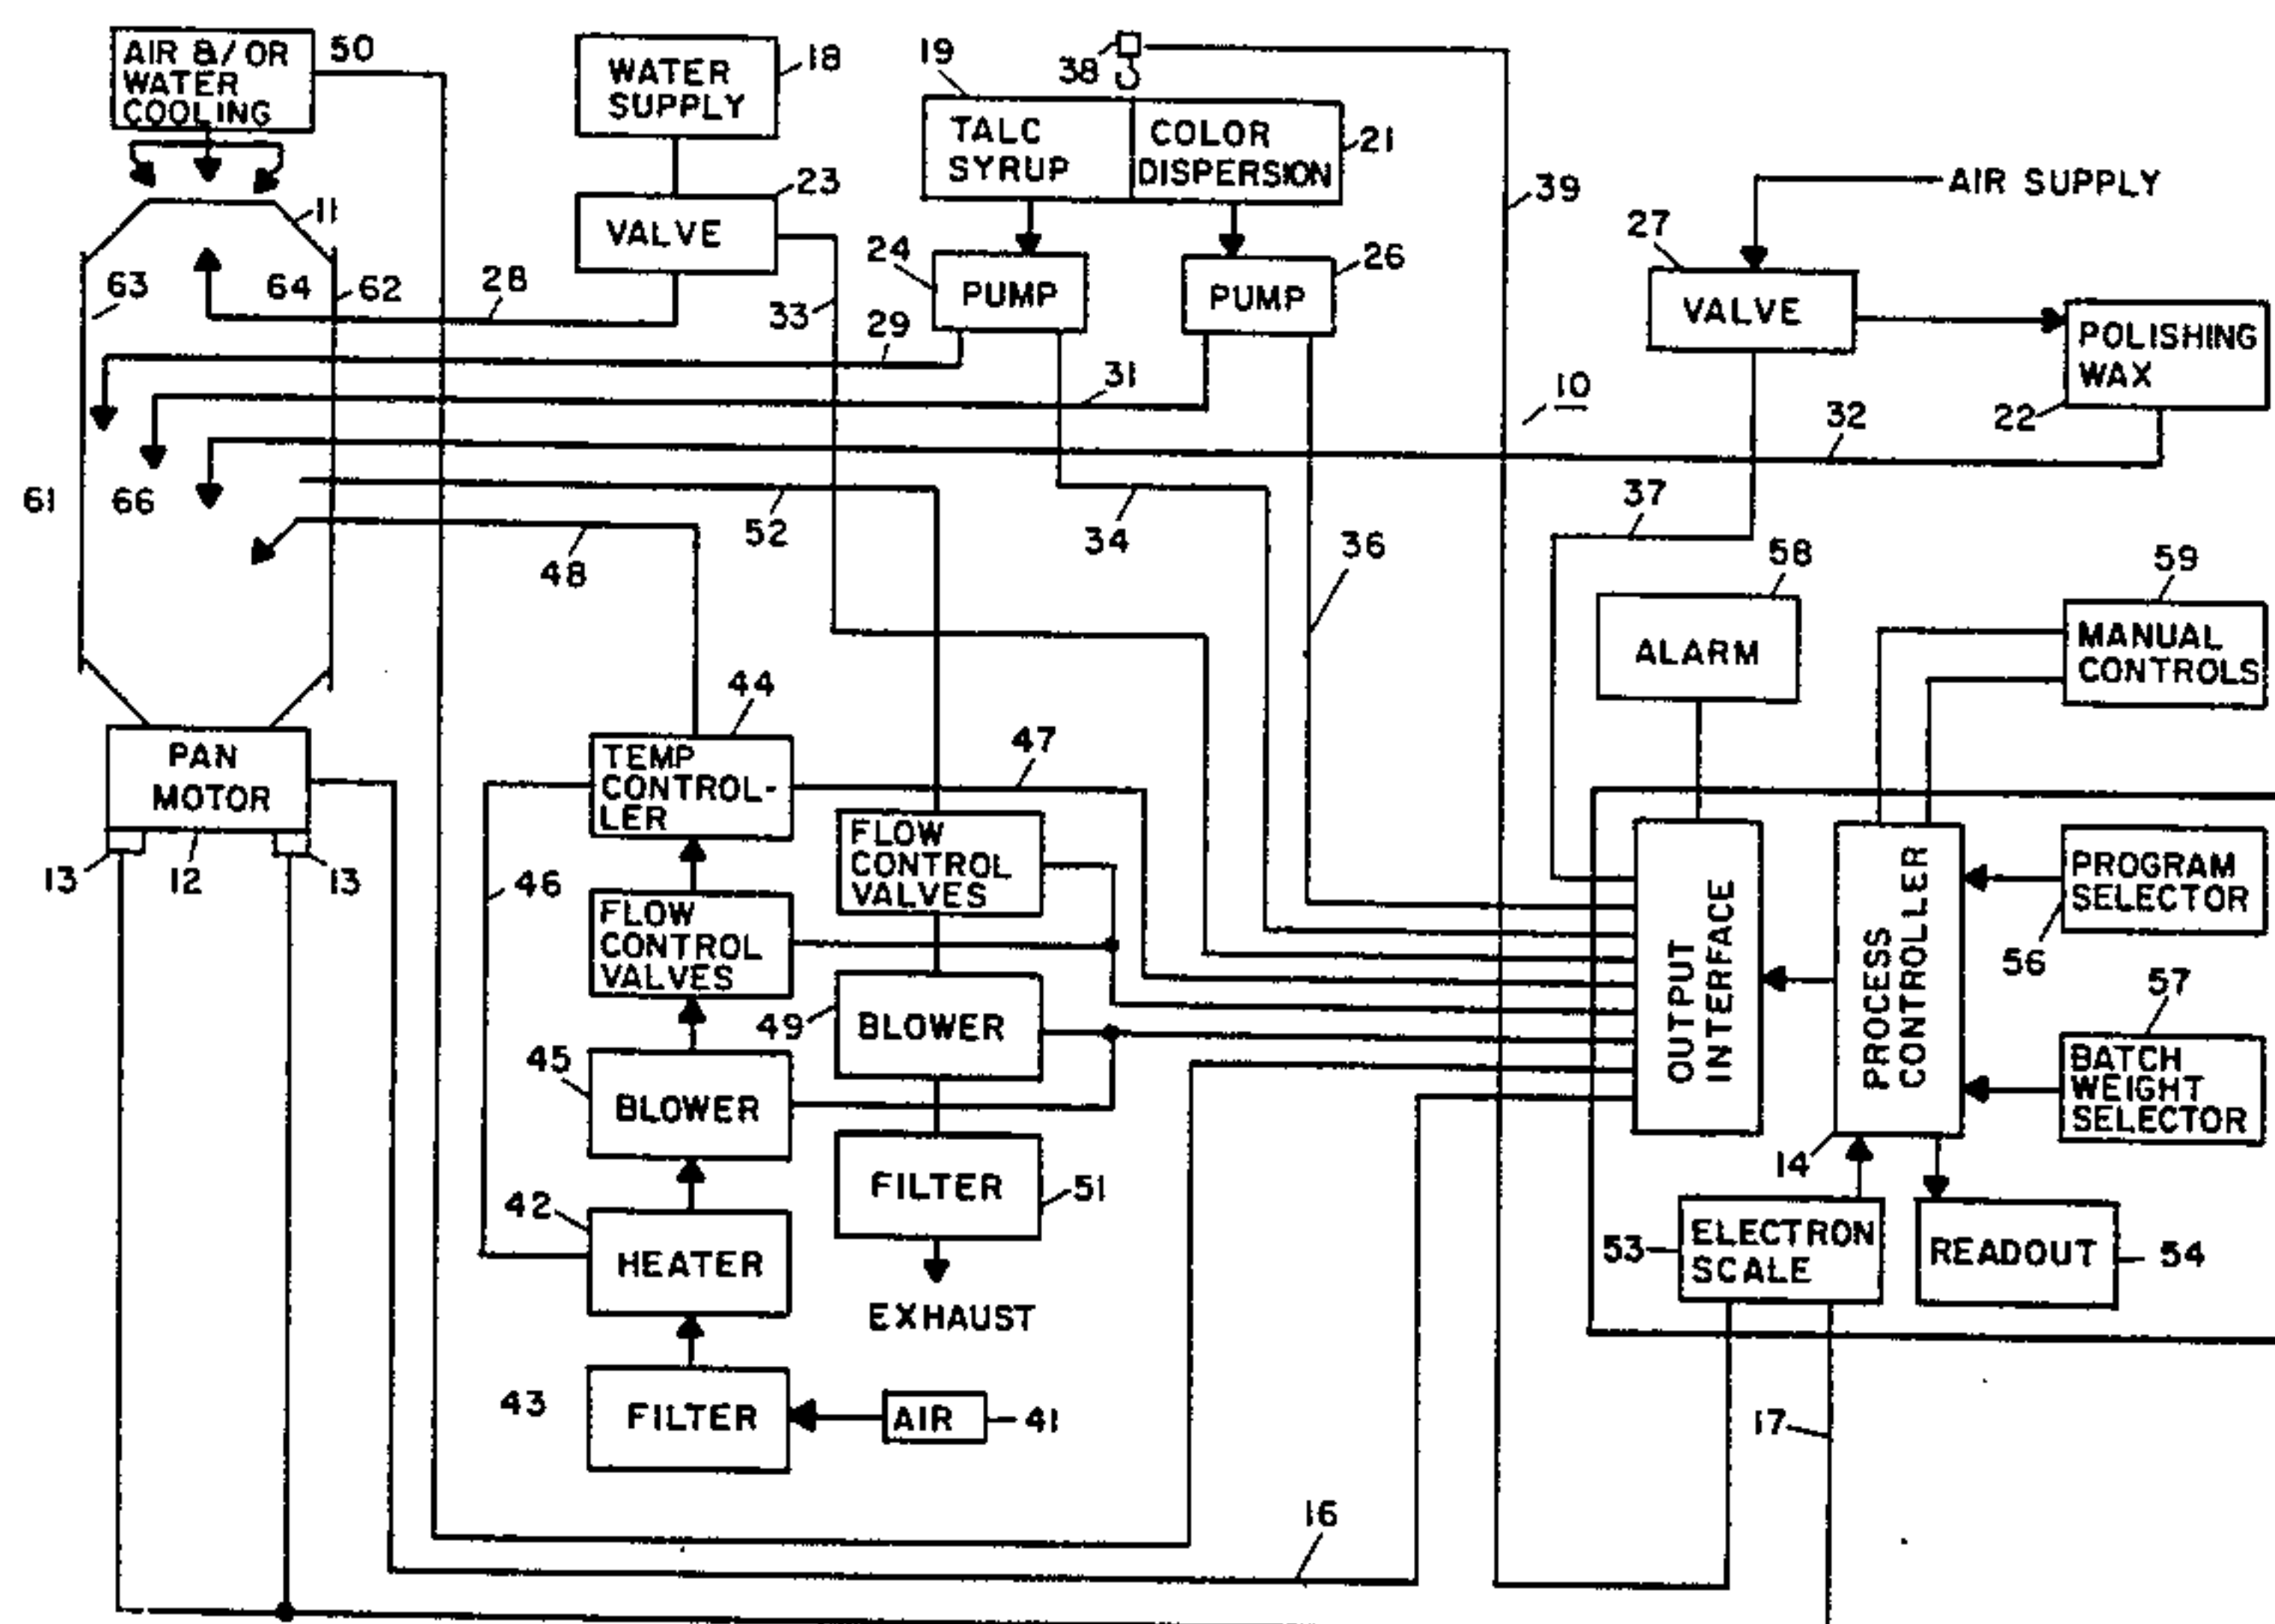 AIR &/OR
WATER
COOLING
50
WATER
SUPPLY
18
19
38
TALC
SYRUP
COLOR
DISPERSION
21
AIR SUPPLY
11
VALVE
23
24
PUMP
PUMP
26
39
27
VALVE
63
64
62
28
33
29
31
10
POLISHING
WAX
22
32
61
66
52
34
37
36
48
58
ALARM
59
MANUAL
CONTROLS
PAN
MOTOR
13
12
13
44
TEMP
CONTROL-
LER
47
46
FLOW
CONTROL
VALVES
FLOW
CONTROL
VALVES
49
BLOWER
45
BLOWER
42
HEATER
FILTER
51
EXHAUST
43
FILTER
AIR
41
OUTPUT
INTERFACE
PROCESS
CONTROLLER
PROGRAM
SELECTOR
56
57
BATCH
WEIGHT
SELECTOR
14
53
ELECTRON
SCALE
READOUT
54
17
16